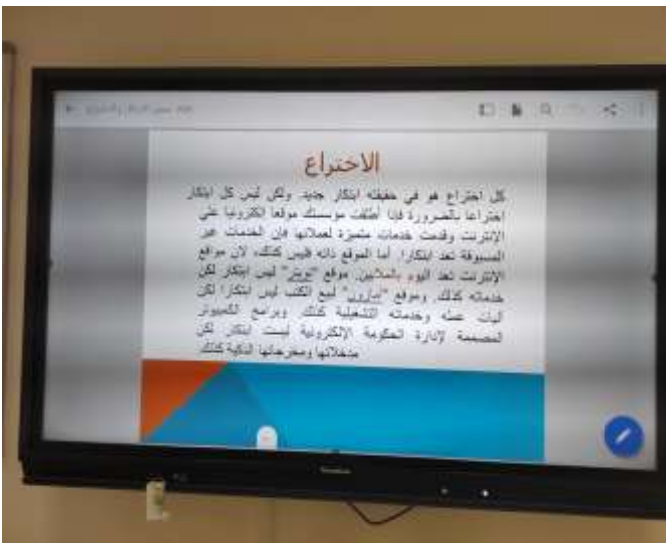 الاختراع
كل اختراع هو في حقيقته ابتكار جديد. ولكن ليس كل ابتكار
اختراعا بالضرورة فإذا أطلقت مؤسستك موقعا الكترونيا على
الإنترنت وقدمت خدمات متميزة لعملائها فإن الخدمات غير
المسبوقة تعد ابتكارا. أما الموقع ذاته فليس كذلك، لأن مواقع
الإنترنت تعد اليوم بالملايين. موقع "تويتر" ليس ابتكار لكن
خدماته كذلك. وموقع "أمازون" لبيع الكتب ليس ابتكارا لكن
آليات عمله وخدماته التشغيلية كذلك. وبرامج الكمبيوتر
المصممة لإدارة الحكومة الإلكترونية ليست ابتكار. لكن
مدخلاتها ومخرجاتها الذكية كذلك.